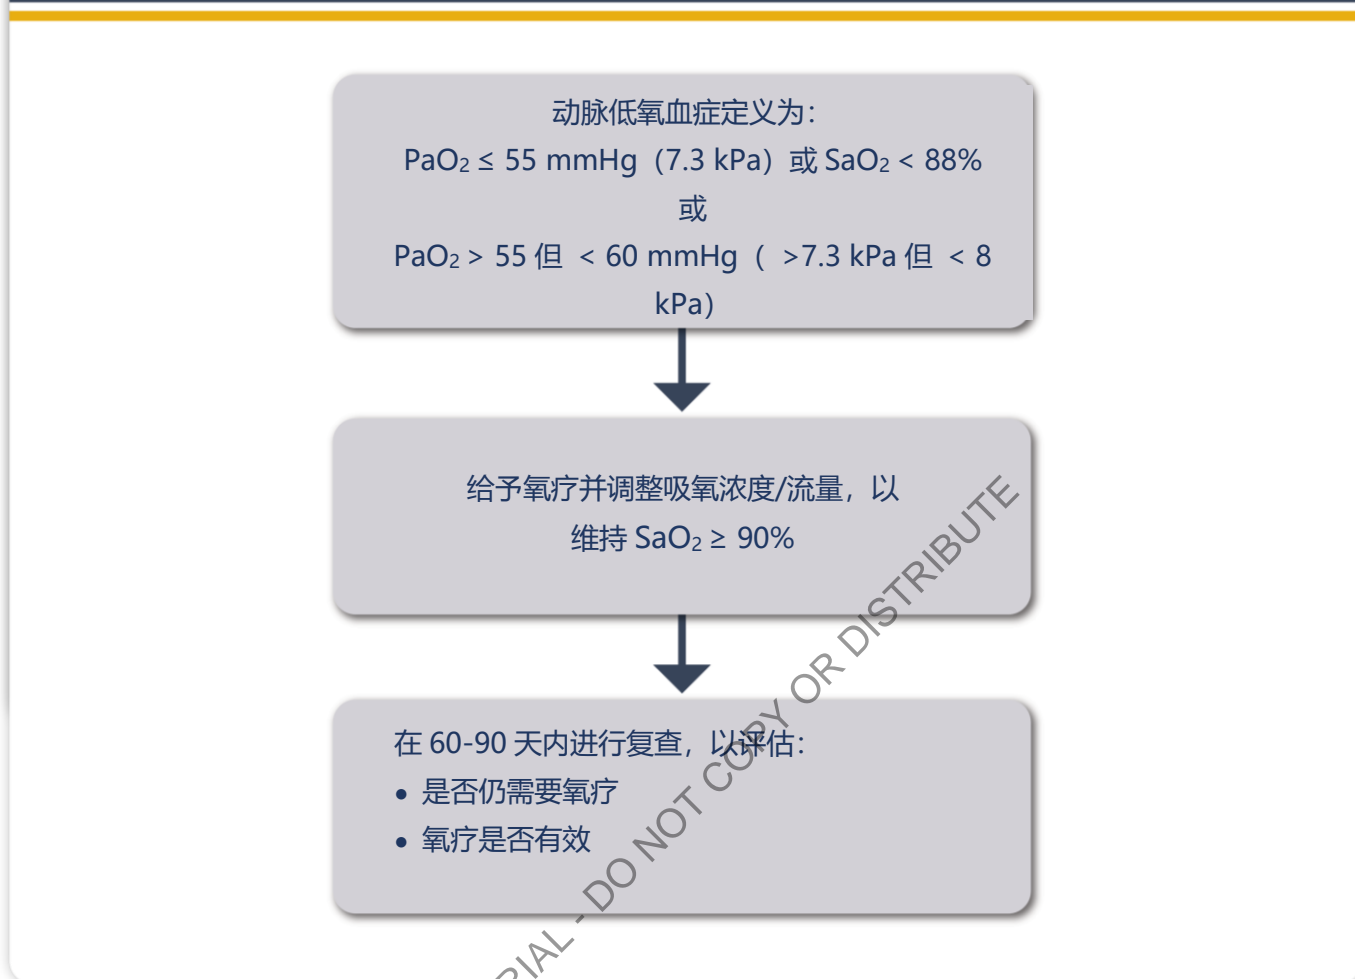 动脉低氧血症定义为：
PaO₂ ≤ 55 mmHg（7.3 kPa）或 SaO₂ < 88%
或
PaO₂ > 55 但 < 60 mmHg（ >7.3 kPa 但 < 8
kPa）
给予氧疗并调整吸氧浓度/流量，以
维持 SaO₂ ≥ 90%
在 60-90 天内进行复查，以评估：
• 是否仍需要氧疗
• 氧疗是否有效
- DO NOT COPY OR DISTRIBUTE